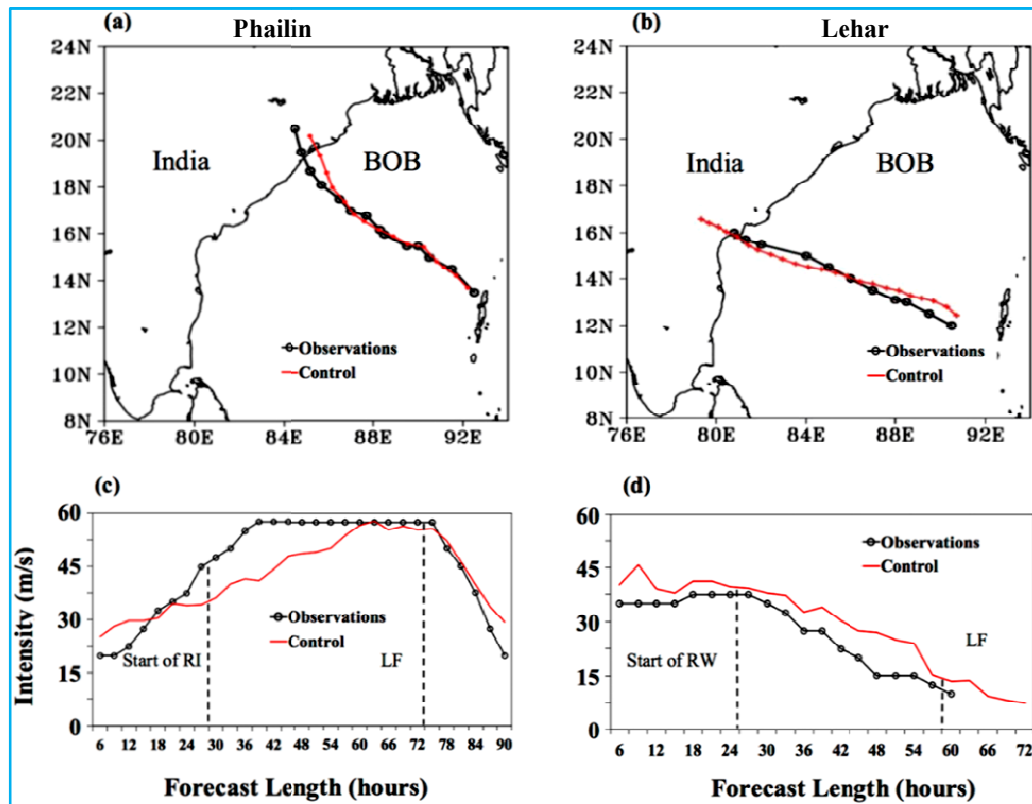 (a) Phailin
24N
22N
20N
18N
16N
14N
12N
10N
8N
76E 80E 84E 88E 92E
India
BOB
Observations
Control
(b) Lehar
24N
22N
20N
18N
16N
14N
12N
10N
8N
76E 80E 84E 88E 92E
India
BOB
Observations
Control
(c)
Intensity (m/s)
60
45
30
15
0
Observations
Control
Start of RI
LF
6 12 18 24 30 36 42 48 54 60 66 72 78 84 90
Forecast Length (hours)
(d)
60
45
30
15
0
Observations
Control
Start of RW
LF
6 12 18 24 30 36 42 48 54 60 66 72
Forecast Length (hours)